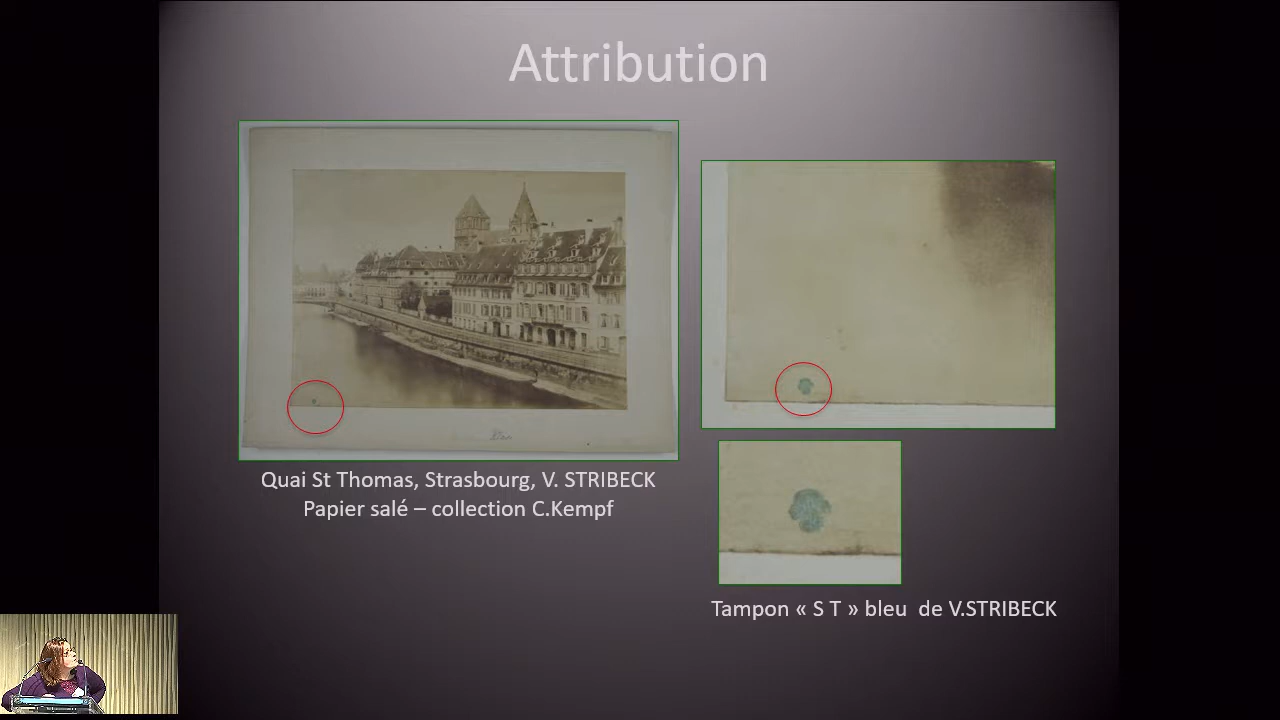 Attribution
Quai St Thomas, Strasbourg, V. STRIBECK
Papier salé – collection C.Kempf
Tampon « S T » bleu  de V.STRIBECK